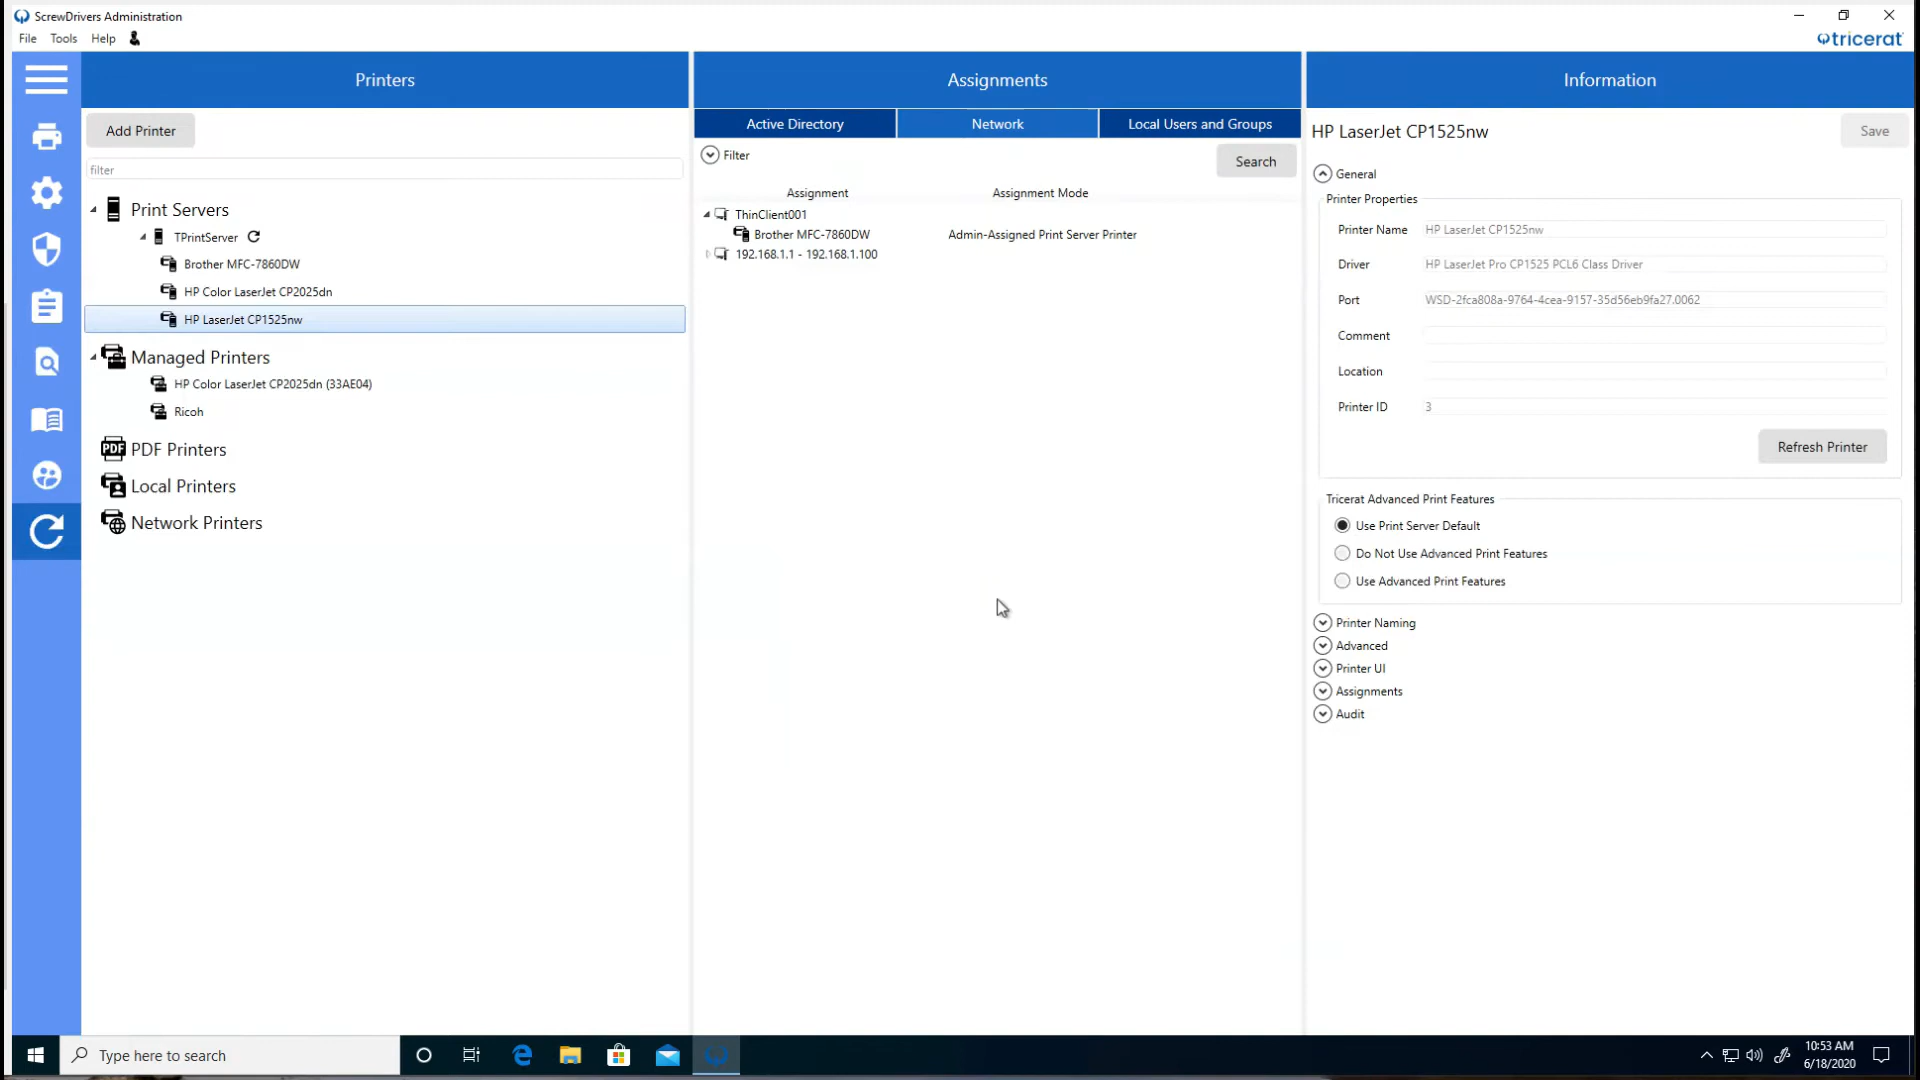 ScrewDrivers Administration
File Tools Help
tricerat
Printers
Add Printer
filter
Print Servers
TPrintServer
Brother MFC-7860DW
HP Color LaserJet CP2025dn
HP LaserJet CP1525nw
Managed Printers
HP Color LaserJet CP2025dn (33AE04)
Ricoh
PDF Printers
Local Printers
Network Printers
Assignments
Active Directory Network Local Users and Groups
Filter
Search
Assignment Assignment Mode
ThinClient001
Brother MFC-7860DW Admin-Assigned Print Server Printer
192.168.1.1 - 192.168.1.100
Information
HP LaserJet CP1525nw
Save
General
Printer Properties
Printer Name HP LaserJet CP1525nw
Driver HP LaserJet Pro CP1525 PCL6 Class Driver
Port WSD-2fca808a-9764-4cea-9157-35d56eb9fa27.0062
Comment
Location
Printer ID 3
Refresh Printer
Tricerat Advanced Print Features
Use Print Server Default
Do Not Use Advanced Print Features
Use Advanced Print Features
Printer Naming
Advanced
Printer UI
Assignments
Audit
Type here to search
10:53 AM
6/18/2020